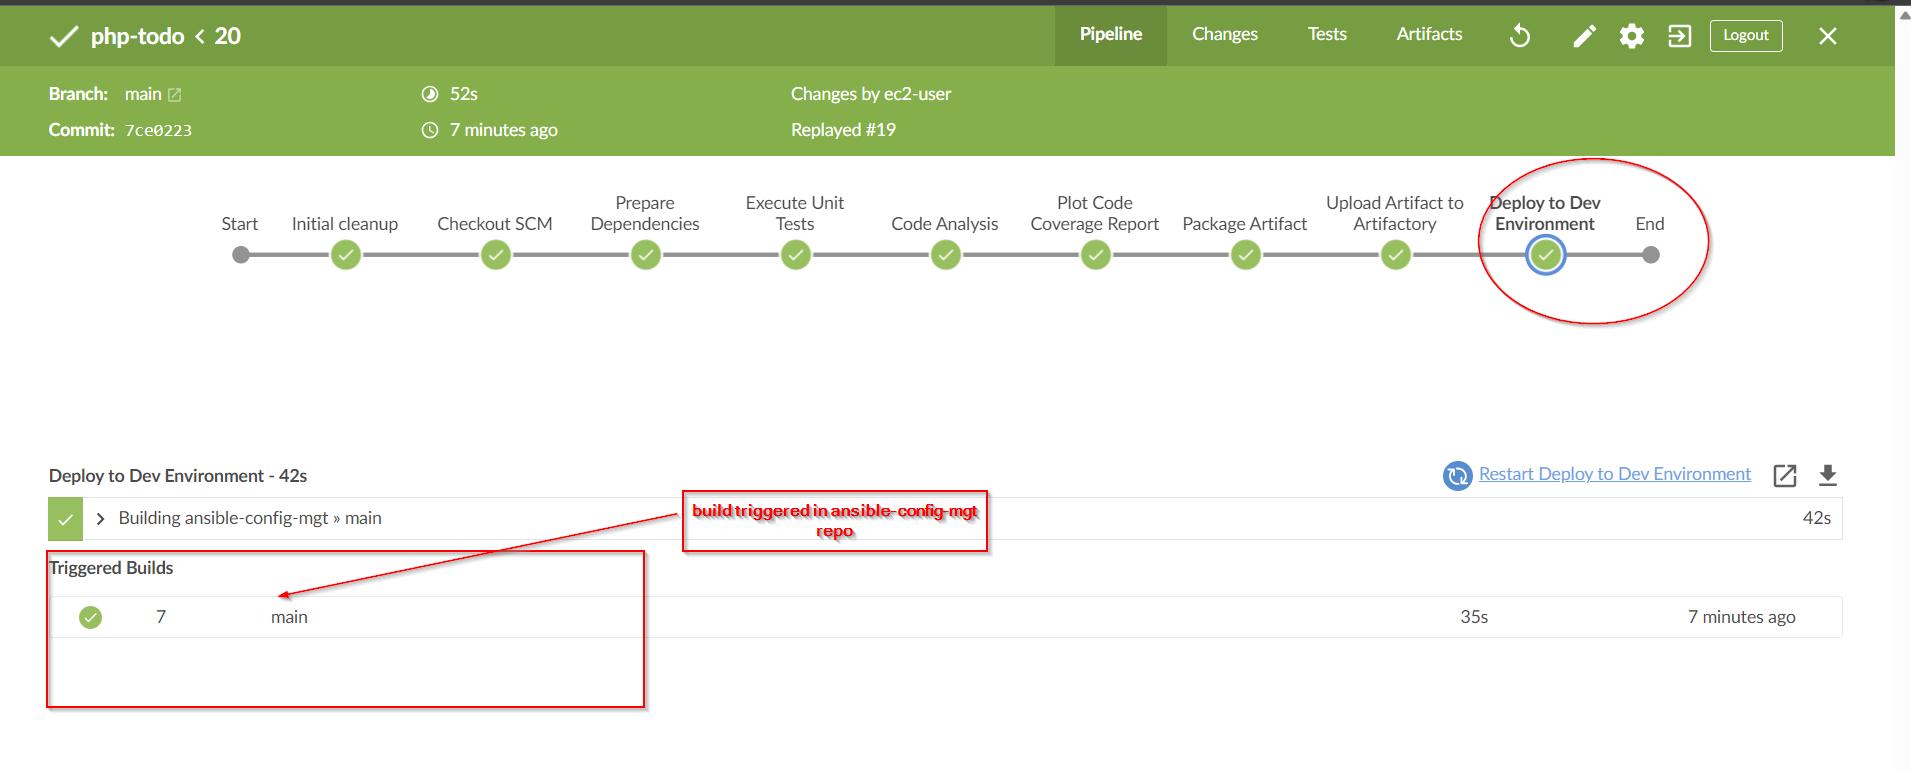 php-todo < 20
Pipeline
Changes
Tests
Artifacts
Logout
Branch: main
52s
Changes by ec2-user
Commit: 7ce0223
7 minutes ago
Replayed #19
Start
Initial cleanup
Checkout SCM
Prepare
Dependencies
Execute Unit
Tests
Code Analysis
Plot Code
Coverage Report
Package Artifact
Upload Artifact to
Artifactory
Deploy to Dev
Environment
End
Deploy to Dev Environment - 42s
Restart Deploy to Dev Environment
Building ansible-config-mgt » main
42s
build triggered in ansible-config-mgt
repo
Triggered Builds
7
main
35s
7 minutes ago